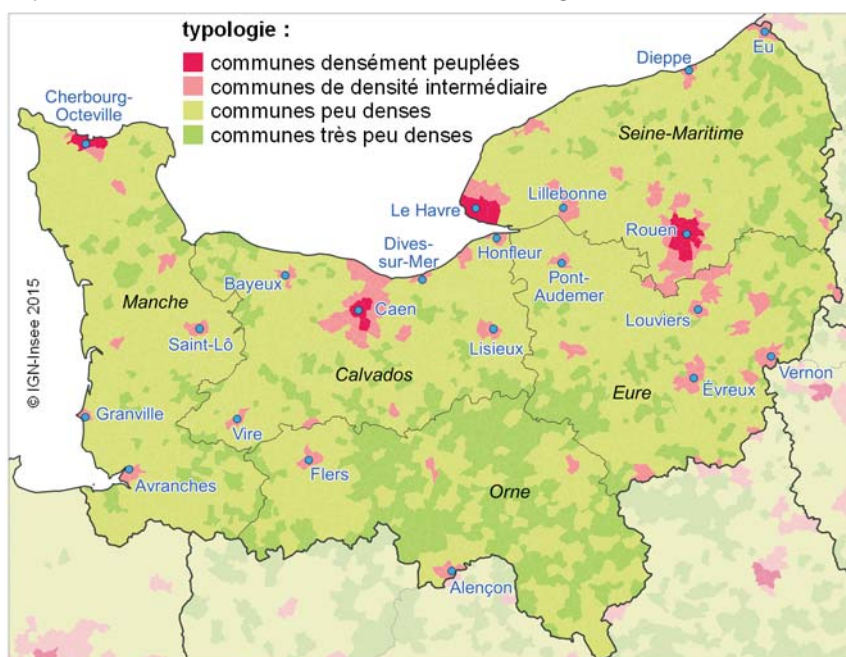 typologie :
communes densément peuplées
communes de densité intermédiaire
communes peu denses
communes très peu denses
Eu
Dieppe
Cherbourg-
Octeville
Seine-Maritime
Le Havre
Lillebonne
Rouen
Honfleur
Dives-
sur-Mer
Bayeux
Pont-
Audemer
Manche
Caen
Louviers
Saint-Lô
Lisieux
Calvados
Vernon
Évreux
Eure
Granville
Vire
Flers
Avranches
Orne
Alençon
© IGN-Insee 2015